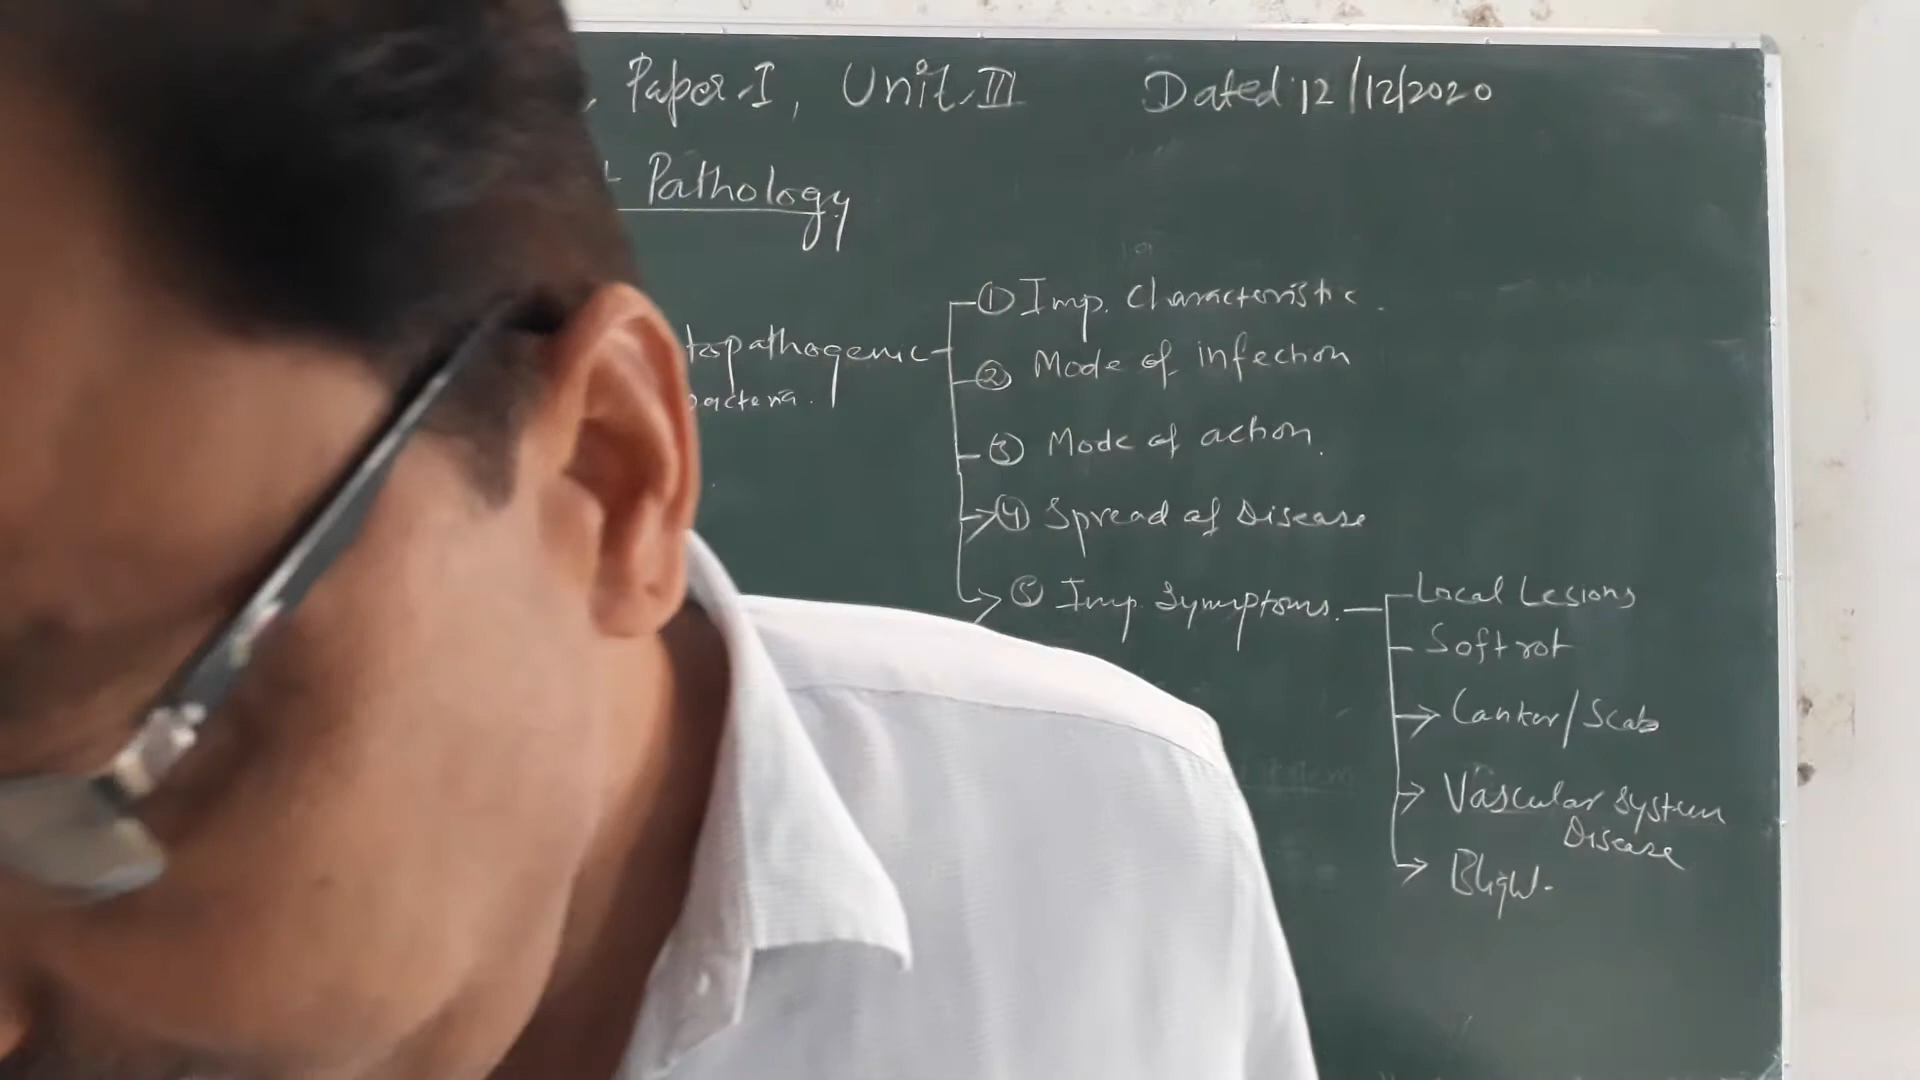 Paper-I, Unit-III Dated: 12/12/2020
Pathology
topathogenic
bacteria.
① Imp. Characteristic.
② Mode of infection
③ Mode of action.
④ Spread of Disease
⑤ Imp. Symptoms.
Local Lesions
Soft rot
Canker/Scab
Vascular System
Disease
Blight.